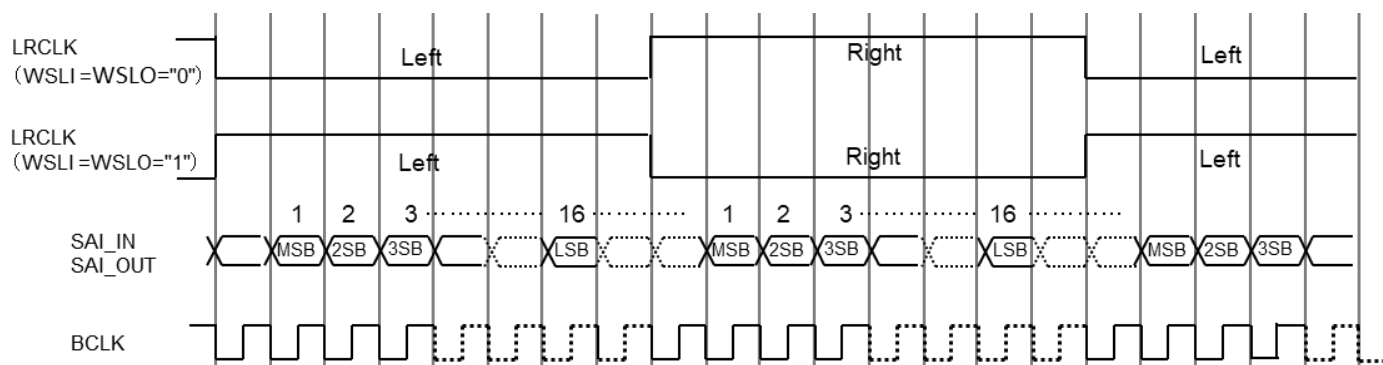 LRCLK
(WSLI=WSLO="0")
Left
Right
Left
LRCLK
(WSLI=WSLO="1")
Left
Right
Left
1 2 3 ········ 16 ········ 1 2 3 ········ 16 ········
SAI_IN
SAI_OUT
MSB 2SB 3SB LSB MSB 2SB 3SB LSB MSB 2SB 3SB
BCLK